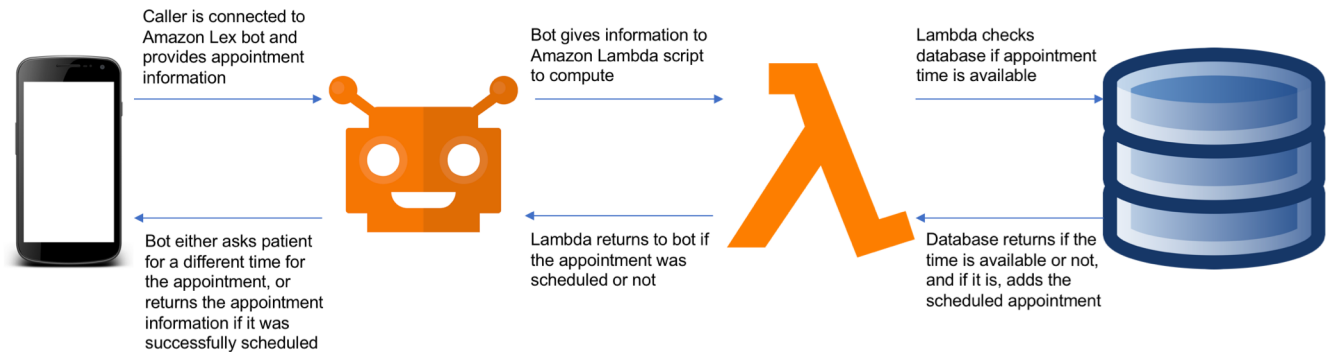 Caller is connected to
Amazon Lex bot and
provides appointment
information
Bot gives information to
Amazon Lambda script
to compute
Lambda checks
database if appointment
time is available
Bot either asks patient
for a different time for
the appointment, or
returns the appointment
information if it was
successfully scheduled
Lambda returns to bot if
the appointment was
scheduled or not
Database returns if the
time is available or not,
and if it is, adds the
scheduled appointment